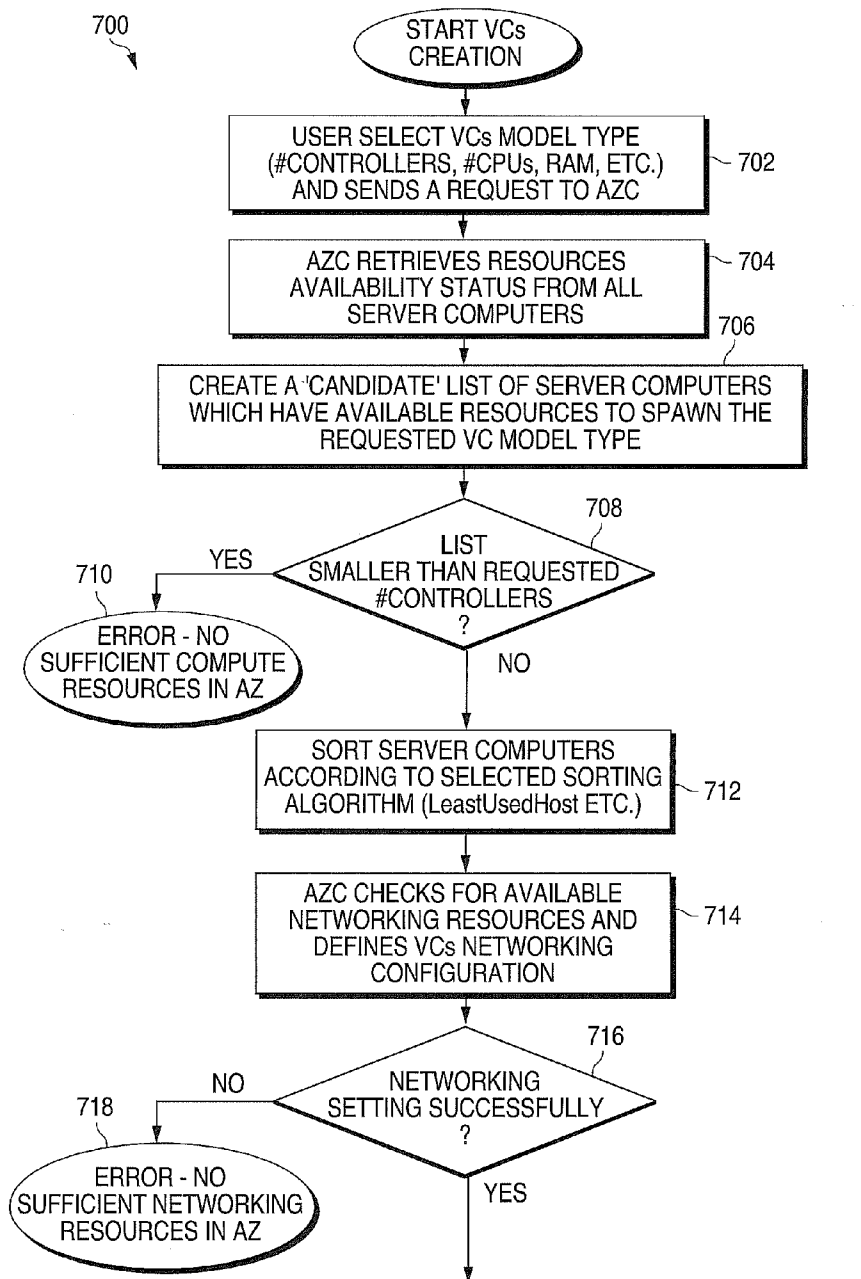 700
START VCs
CREATION
USER SELECT VCs MODEL TYPE
(#CONTROLLERS, #CPUs, RAM, ETC.)
AND SENDS A REQUEST TO AZC
702
AZC RETRIEVES RESOURCES
AVAILABILITY STATUS FROM ALL
SERVER COMPUTERS
704
706
CREATE A 'CANDIDATE' LIST OF SERVER COMPUTERS
WHICH HAVE AVAILABLE RESOURCES TO SPAWN THE
REQUESTED VC MODEL TYPE
708
LIST
SMALLER THAN REQUESTED
#CONTROLLERS
?
YES
710
ERROR - NO
SUFFICIENT COMPUTE
RESOURCES IN AZ
NO
SORT SERVER COMPUTERS
ACCORDING TO SELECTED SORTING
ALGORITHM (LeastUsedHost ETC.)
712
AZC CHECKS FOR AVAILABLE
NETWORKING RESOURCES AND
DEFINES VCs NETWORKING
CONFIGURATION
714
716
NETWORKING
SETTING SUCCESSFULLY
?
NO
718
ERROR - NO
SUFFICIENT NETWORKING
RESOURCES IN AZ
YES